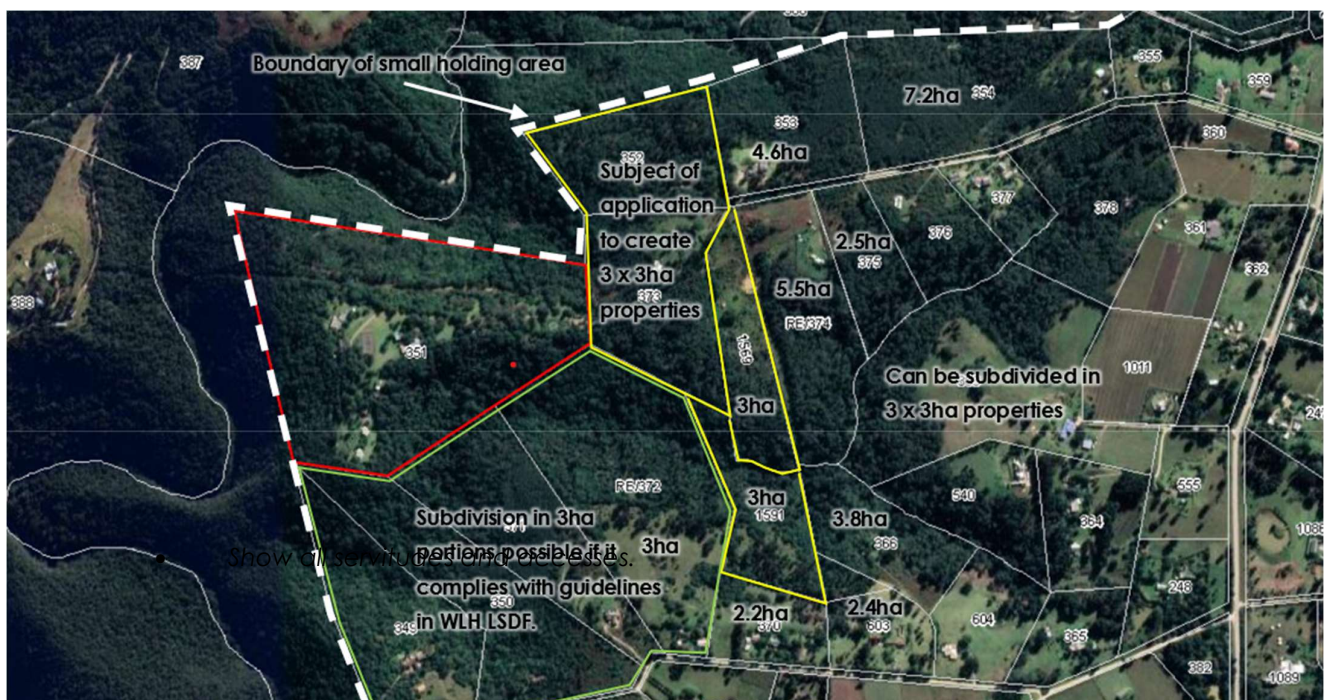 387
Boundary of small holding area
355
359
7.2ha 354
353
4.6ha
360
352
Subject of
application
to create
3 x 3ha
373
properties
377
378
376
361
2.5ha
375
362
5.5ha
RE/374
388
351
1011
Can be subdivided in
3 x 3ha properties
3ha
RE/372
3ha
1591
540
555
364
3.8ha
366
Subdivision in 3ha
portions possible if it
3ha
Show all servitudes and accesses.
complies with guidelines
350
349
in WLH LSDF.
248
2.2ha
370
2.4ha
603
604
365
382
1089